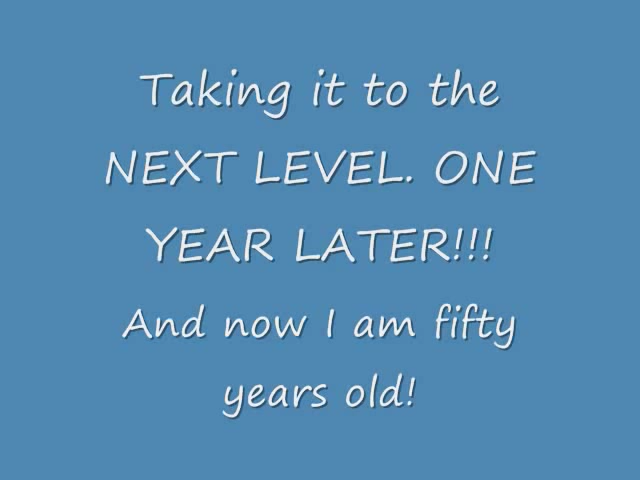 Taking it to the
NEXT LEVEL. ONE
YEAR LATER!!!
And now I am fifty
years old!